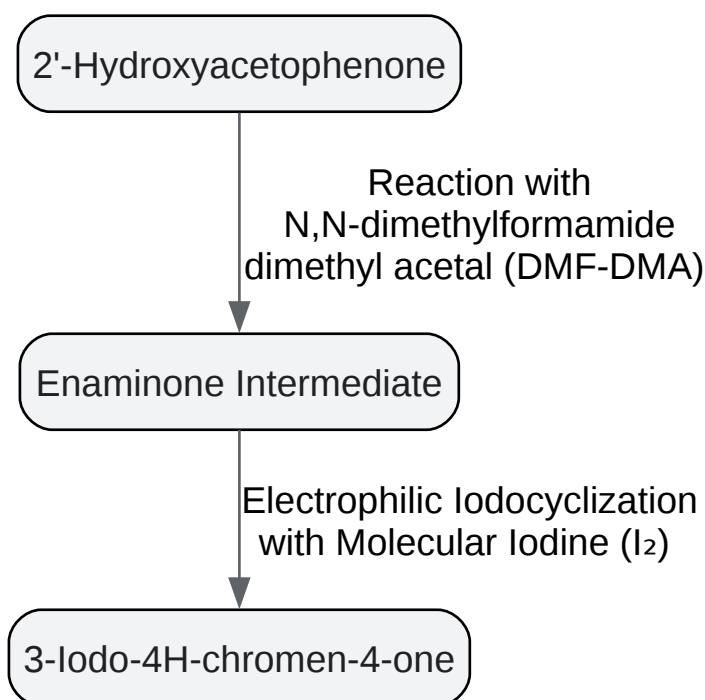 2'-Hydroxyacetophenone
Reaction with
N,N-dimethylformamide
dimethyl acetal (DMF-DMA)
Enaminone Intermediate
Electrophilic Iodocyclization
with Molecular Iodine (I₂)
3-Iodo-4H-chromen-4-one